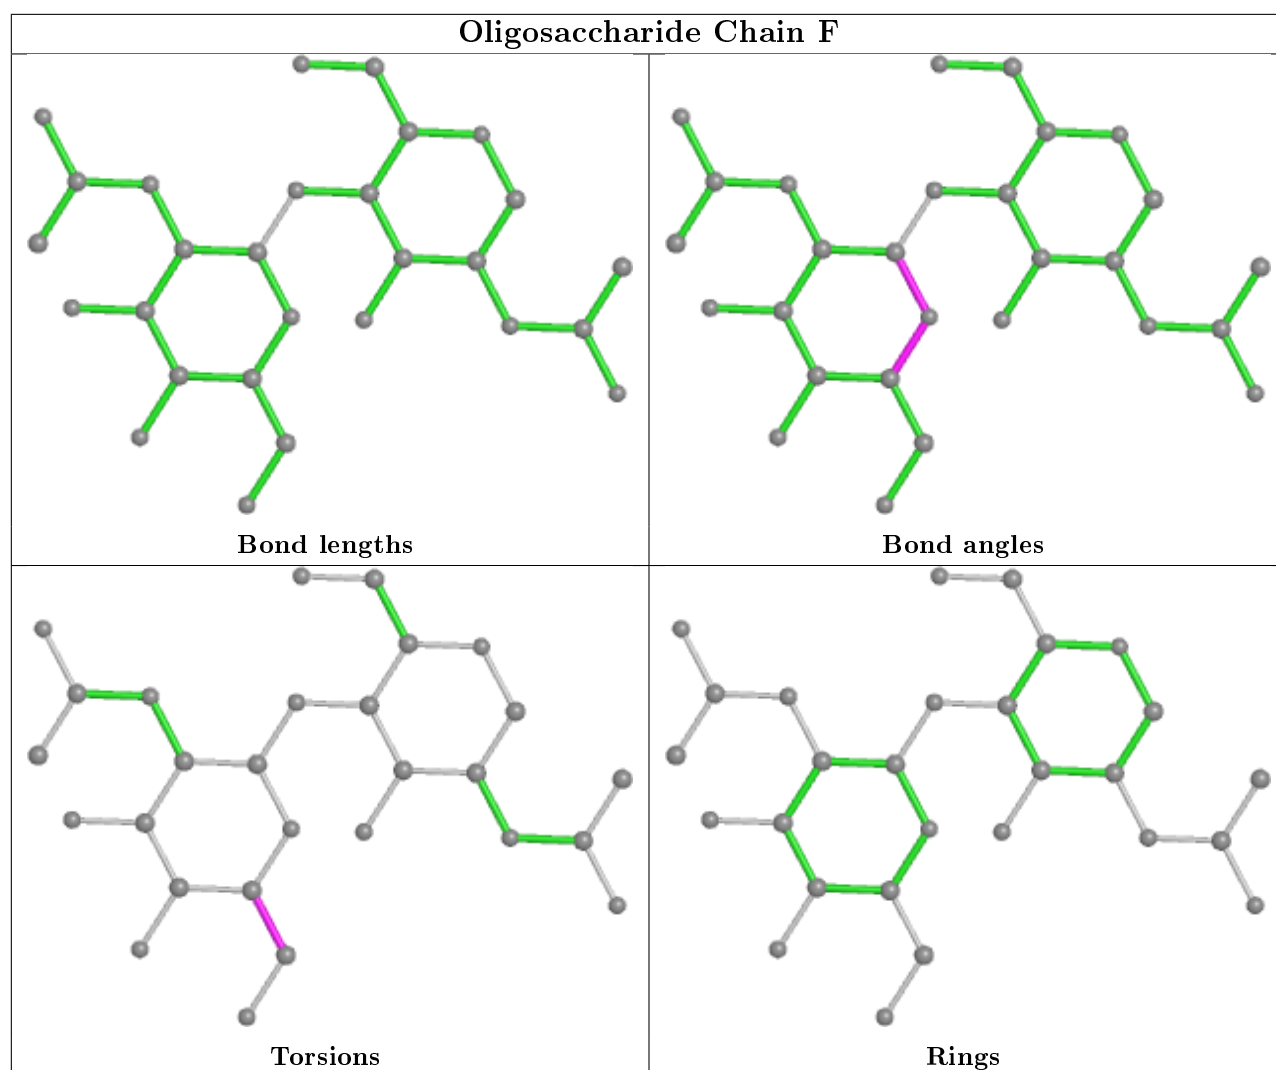 Oligosaccharide Chain F
Bond lengths
Bond angles
Torsions
Rings